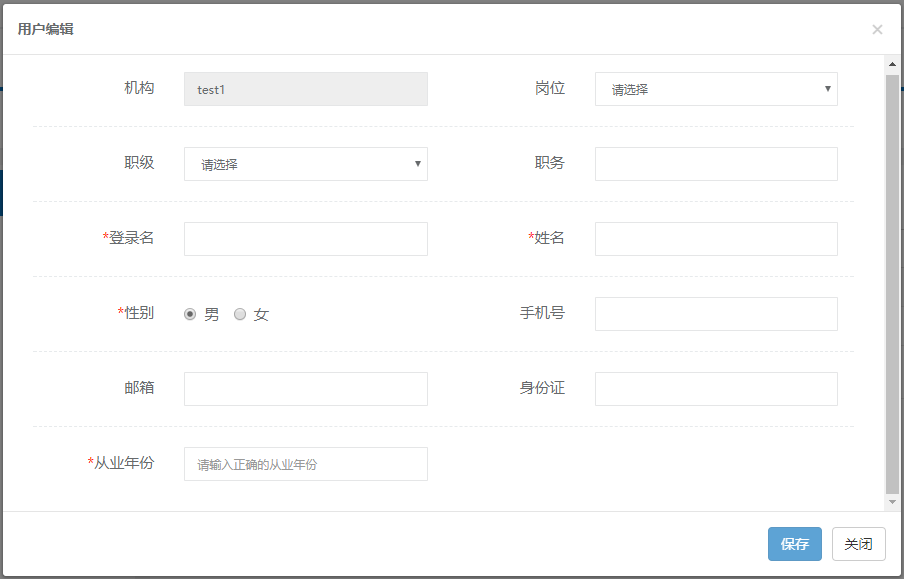 用户编辑 ×
机构 test1 岗位 请选择
职级 请选择 职务
*登录名 *姓名
*性别 男 女 手机号
邮箱 身份证
*从业年份 请输入正确的从业年份
保存 关闭